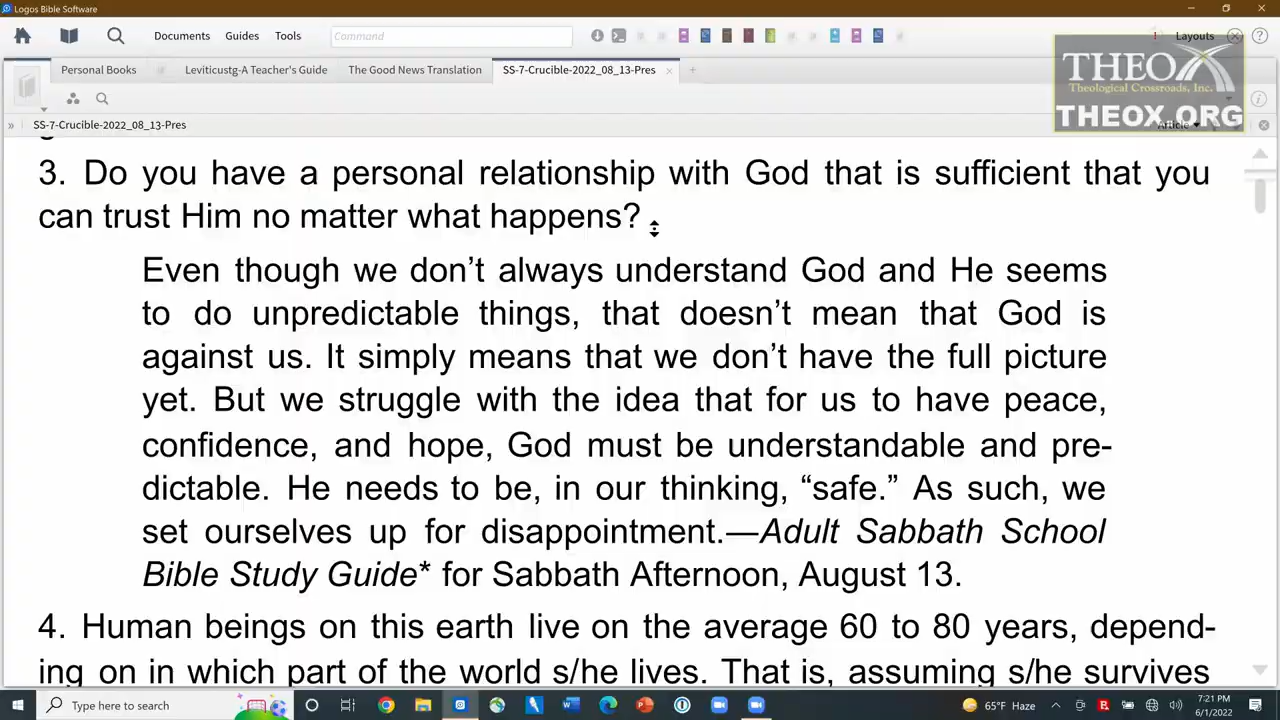 Logos Bible Software
Documents Guides Tools Command Layouts
Personal Books Leviticustg-A Teacher's Guide The Good News Translation SS-7-Crucible-2022_08_13-Pres
THEOX
Theological Crossroads, Inc.
THEOX.ORG
SS-7-Crucible-2022_08_13-Pres Article
3. Do you have a personal relationship with God that is sufficient that you
can trust Him no matter what happens?
Even though we don’t always understand God and He seems
to do unpredictable things, that doesn’t mean that God is
against us. It simply means that we don’t have the full picture
yet. But we struggle with the idea that for us to have peace,
confidence, and hope, God must be understandable and pre-
dictable. He needs to be, in our thinking, “safe.” As such, we
set ourselves up for disappointment.—Adult Sabbath School
Bible Study Guide* for Sabbath Afternoon, August 13.
4. Human beings on this earth live on the average 60 to 80 years, depend-
ing on in which part of the world s/he lives. That is, assuming s/he survives
Type here to search
65°F Haze
7:21 PM
6/1/2022